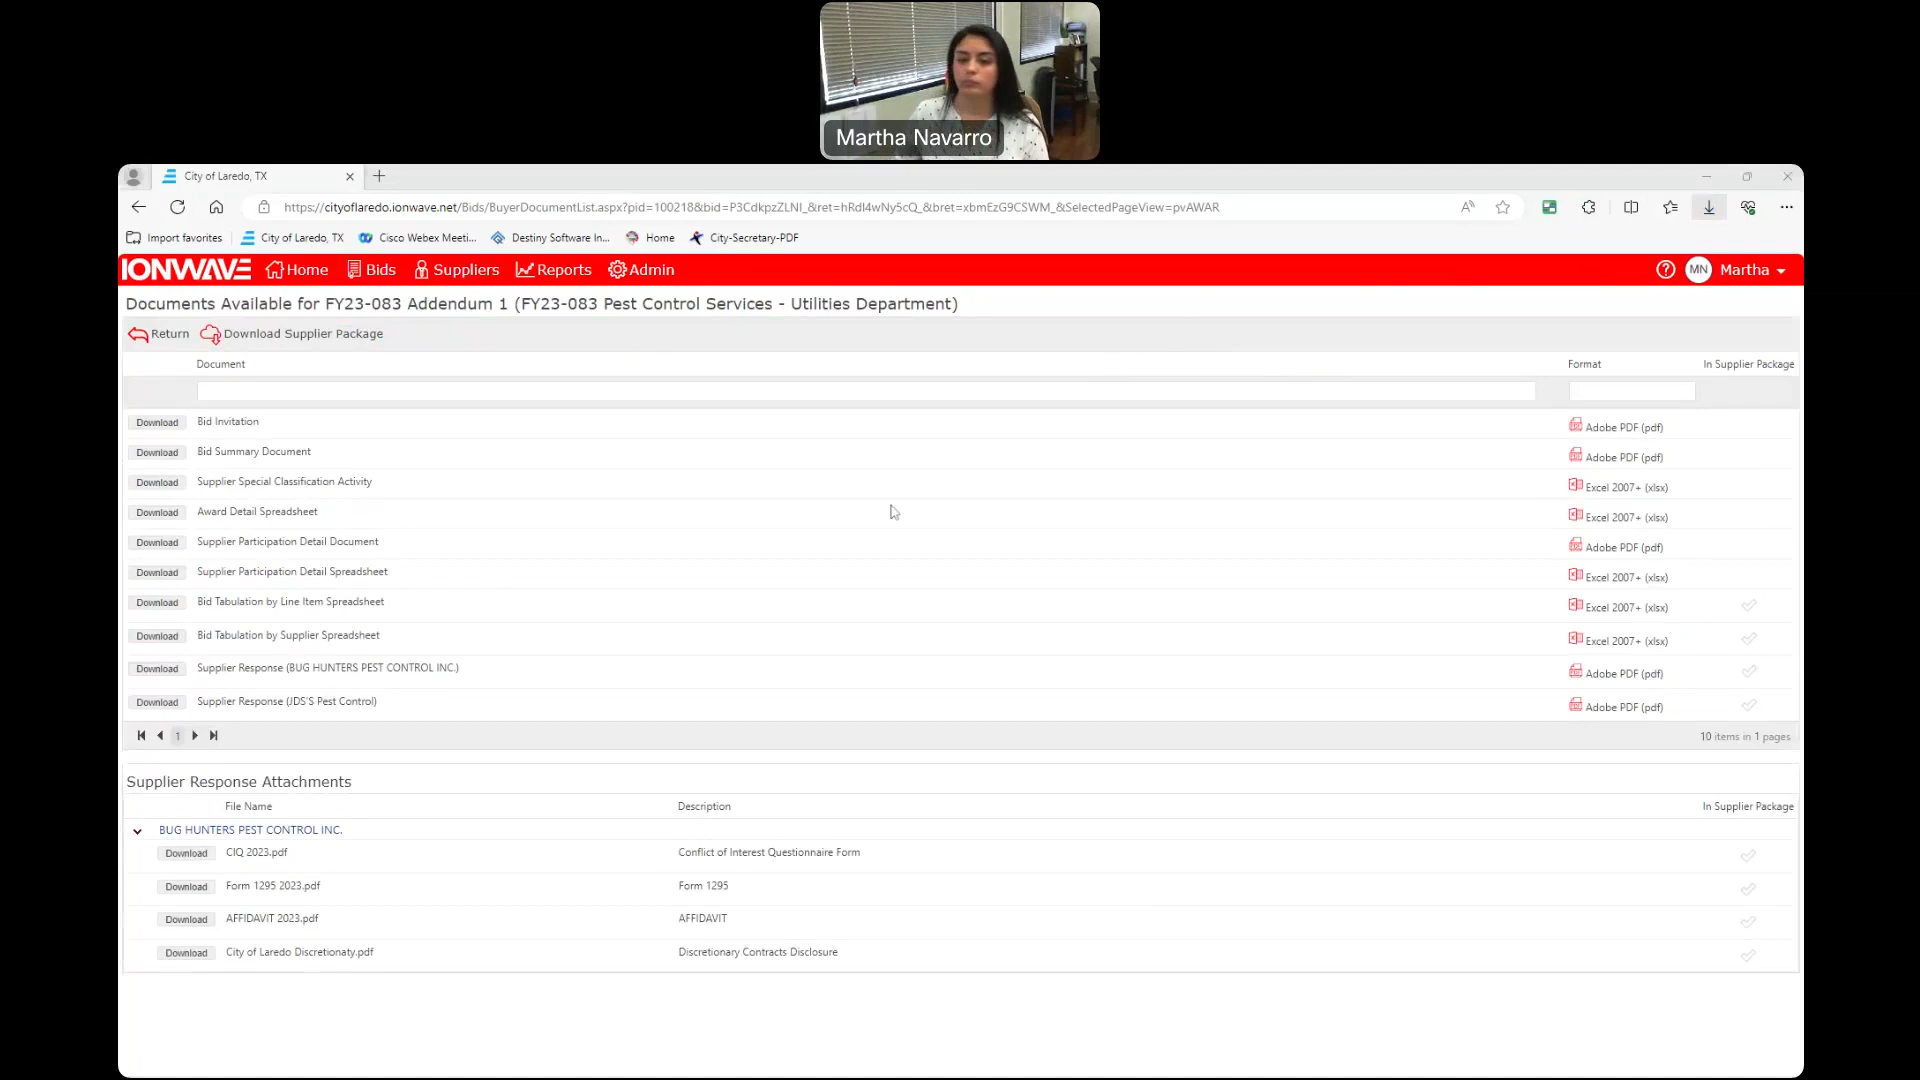 Martha Navarro
City of Laredo, TX
https://cityoflaredo.ionwave.net/Bids/BuyerDocumentList.aspx?pid=100218&bid=P3CdkpzZLNI_&ret=hRdl4wNy5cQ_&bret=xbmEzG9CSWM_&SelectedPageView=pvAWAR
Import favorites City of Laredo, TX Cisco Webex Meeti... Destiny Software In... Home City-Secretary-PDF
IONWAVE Home Bids Suppliers Reports Admin MN Martha
Documents Available for FY23-083 Addendum 1 (FY23-083 Pest Control Services - Utilities Department)
Return Download Supplier Package
Document Format In Supplier Package
Download Bid Invitation Adobe PDF (pdf)
Download Bid Summary Document Adobe PDF (pdf)
Download Supplier Special Classification Activity Excel 2007+ (xlsx)
Download Award Detail Spreadsheet Excel 2007+ (xlsx)
Download Supplier Participation Detail Document Adobe PDF (pdf)
Download Supplier Participation Detail Spreadsheet Excel 2007+ (xlsx)
Download Bid Tabulation by Line Item Spreadsheet Excel 2007+ (xlsx)
Download Bid Tabulation by Supplier Spreadsheet Excel 2007+ (xlsx)
Download Supplier Response (BUG HUNTERS PEST CONTROL INC.) Adobe PDF (pdf)
Download Supplier Response (JDS'S Pest Control) Adobe PDF (pdf)
1 10 items in 1 pages
Supplier Response Attachments
File Name Description In Supplier Package
BUG HUNTERS PEST CONTROL INC.
Download CIQ 2023.pdf Conflict of Interest Questionnaire Form
Download Form 1295 2023.pdf Form 1295
Download AFFIDAVIT 2023.pdf AFFIDAVIT
Download City of Laredo Discretionaty.pdf Discretionary Contracts Disclosure